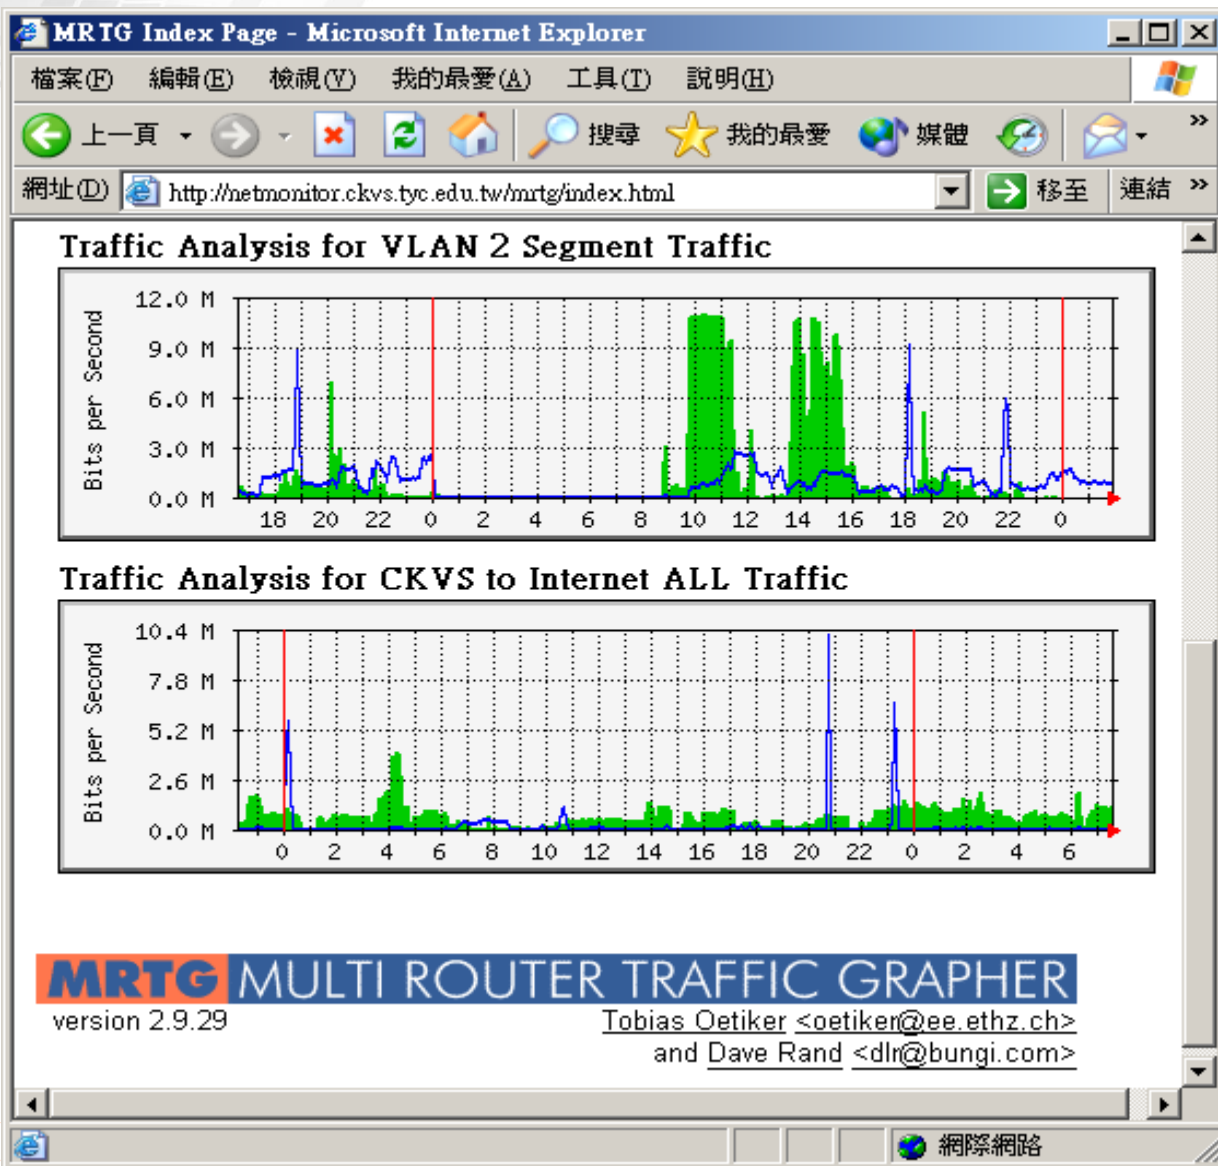 MRTG Index Page - Microsoft Internet Explorer
檔案(F) 編輯(E) 檢視(V) 我的最愛(A) 工具(T) 說明(H)
上一頁 搜尋 我的最愛 媒體 »
網址(D) http://netmonitor.ckvs.tyc.edu.tw/mrtg/index.html 移至 連結 »
Traffic Analysis for VLAN 2 Segment Traffic
Bits per Second
12.0 M
9.0 M
6.0 M
3.0 M
0.0 M
18 20 22 0 2 4 6 8 10 12 14 16 18 20 22 0
Traffic Analysis for CKVS to Internet ALL Traffic
Bits per Second
10.4 M
7.8 M
5.2 M
2.6 M
0.0 M
0 2 4 6 8 10 12 14 16 18 20 22 0 2 4 6
MRTG MULTI ROUTER TRAFFIC GRAPHER
version 2.9.29 Tobias Oetiker <oetiker@ee.ethz.ch>
and Dave Rand <dlr@bungi.com>
網際網路